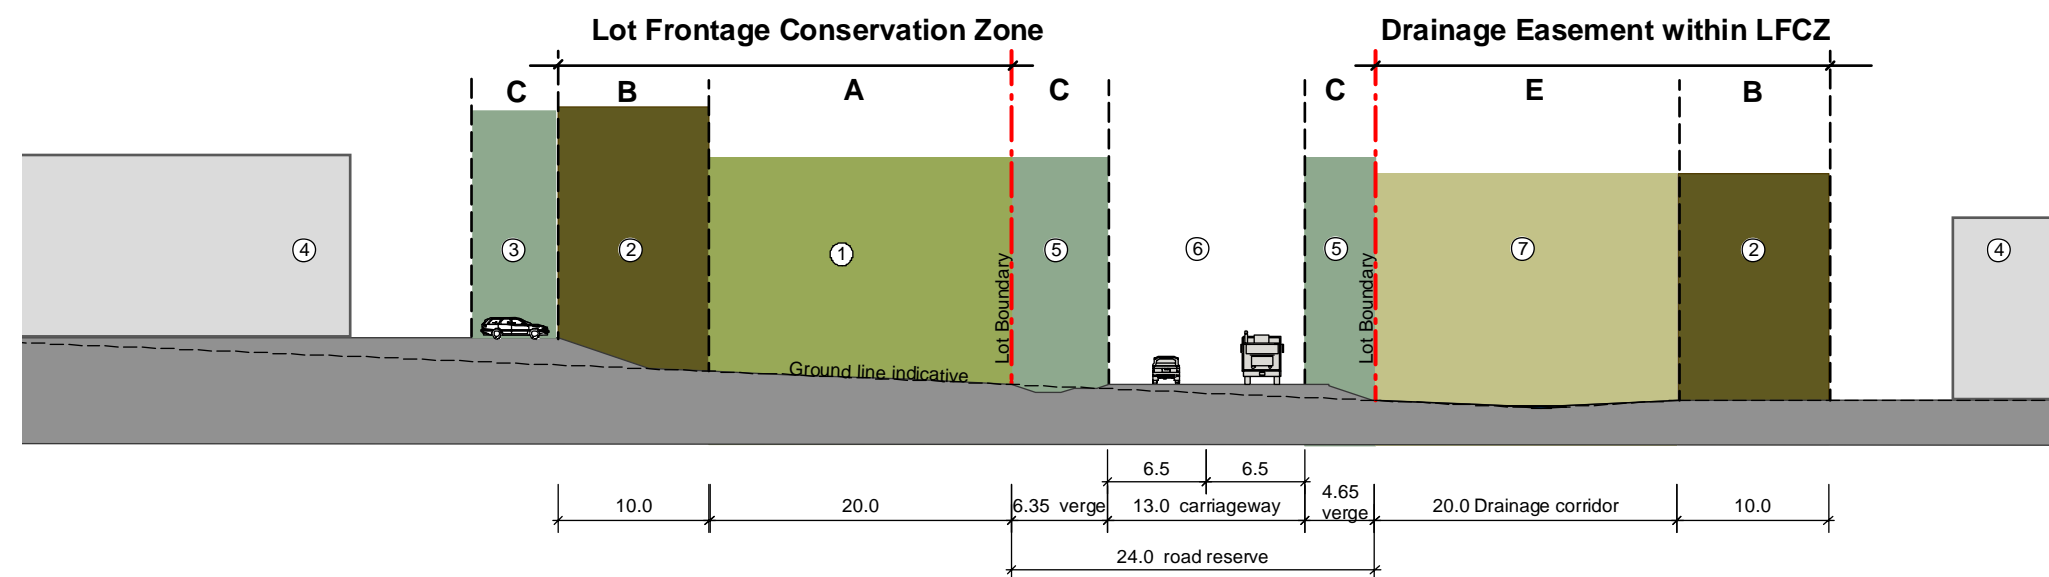 Lot Frontage Conservation Zone
Drainage Easement within LFCZ
C B A C C E B
4 3 2 1 5 6 5 7 2 4
Lot Boundary
Lot Boundary
Ground line indicative
6.5 6.5
10.0 20.0 6.35 verge 13.0 carriageway 4.65 verge 20.0 Drainage corridor 10.0
24.0 road reserve